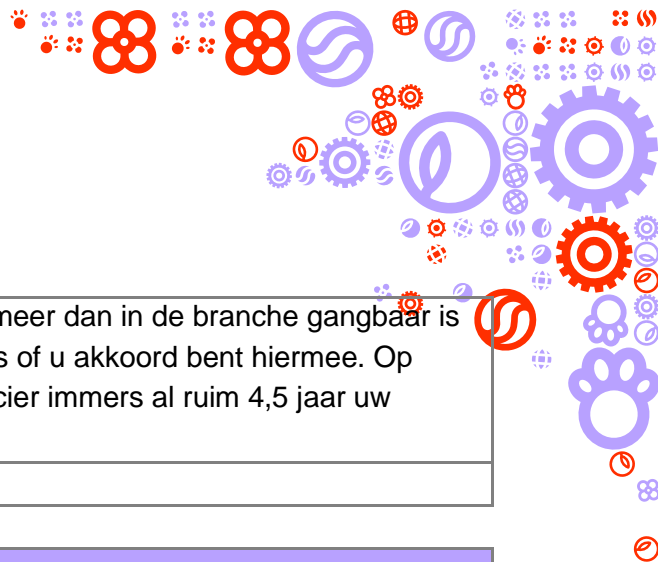 meer dan in de branche gangbaar is
s of u akkoord bent hiermee. Op
cier immers al ruim 4,5 jaar uw